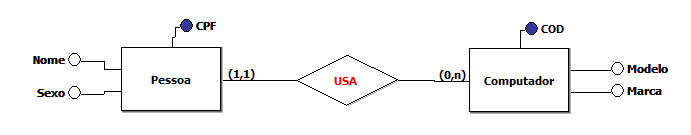 CPF
COD
Nome
Pessoa
(1,1)
USA
(0,n)
Computador
Modelo
Sexo
Marca